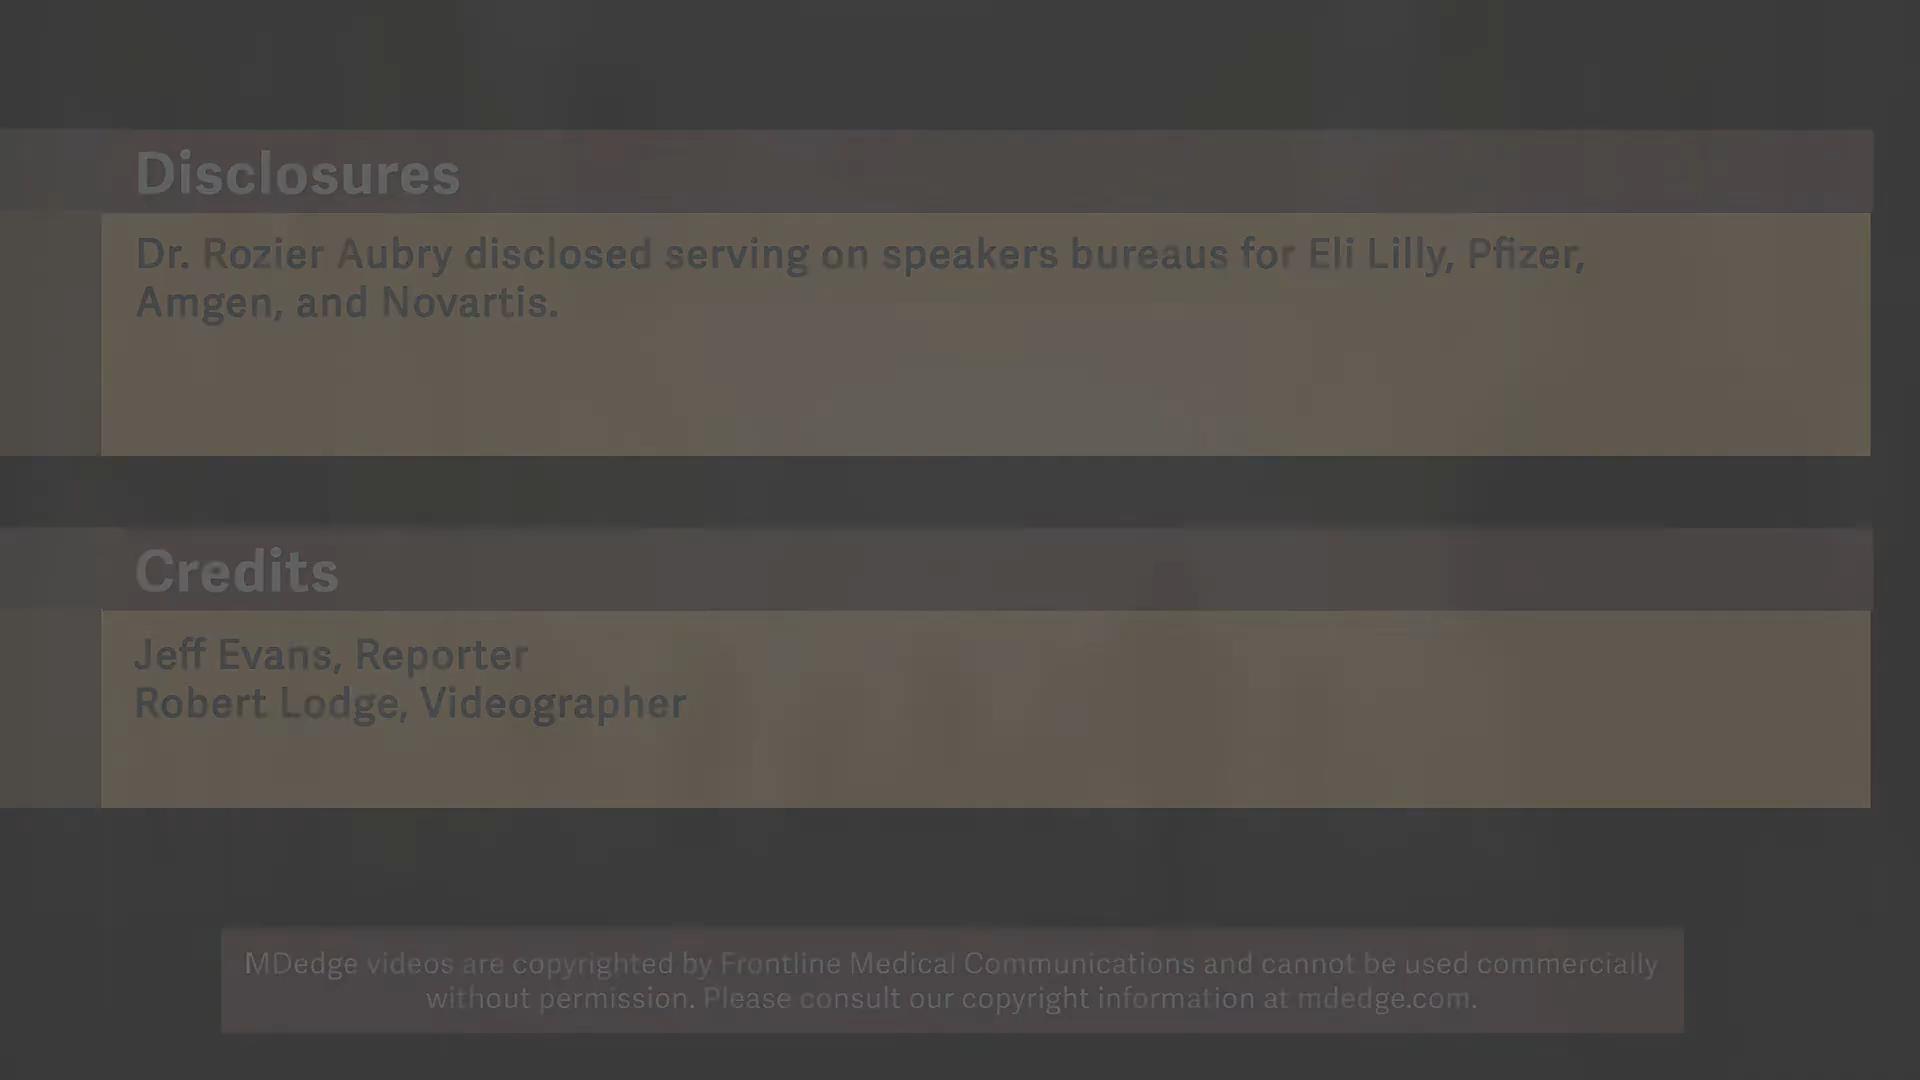 Disclosures
Dr. Rozier Aubry disclosed serving on speakers bureaus for Eli Lilly, Pfizer,
Amgen, and Novartis.
Credits
Jeff Evans, Reporter
Robert Lodge, Videographer
MDedge videos are copyrighted by Frontline Medical Communications and cannot be used commercially
without permission. Please consult our copyright information at mdedge.com.